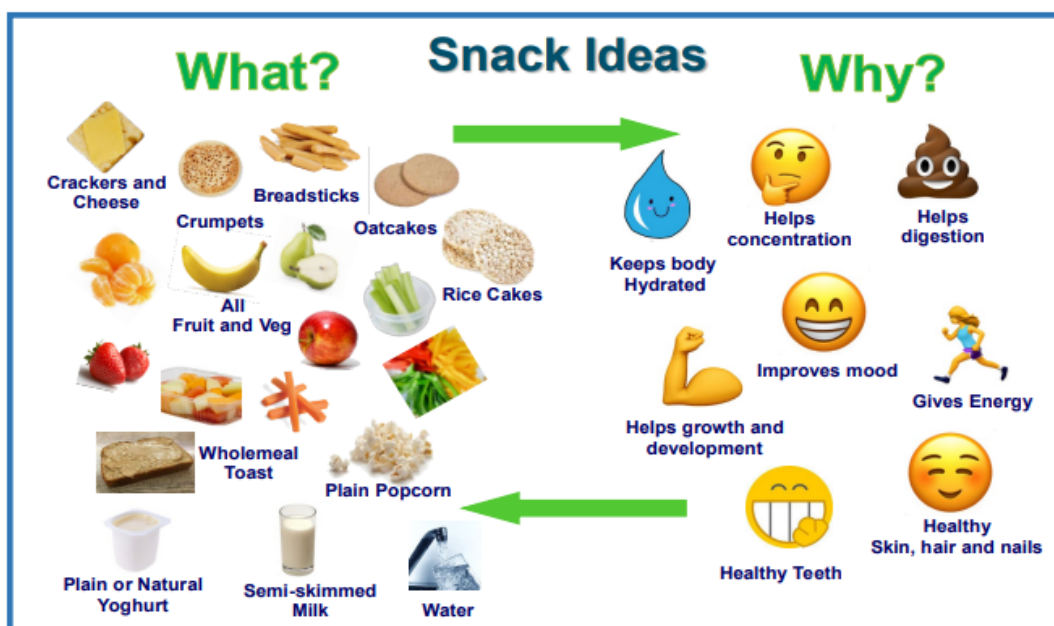 Snack Ideas
What?
Why?
Crackers and
Cheese
Crumpets
Breadsticks
Oatcakes
Rice Cakes
All
Fruit and Veg
Wholemeal
Toast
Plain Popcorn
Plain or Natural
Yoghurt
Semi-skimmed
Milk
Water
Keeps body
Hydrated
Helps
concentration
Helps
digestion
Improves mood
Gives Energy
Helps growth and
development
Healthy
Skin, hair and nails
Healthy Teeth